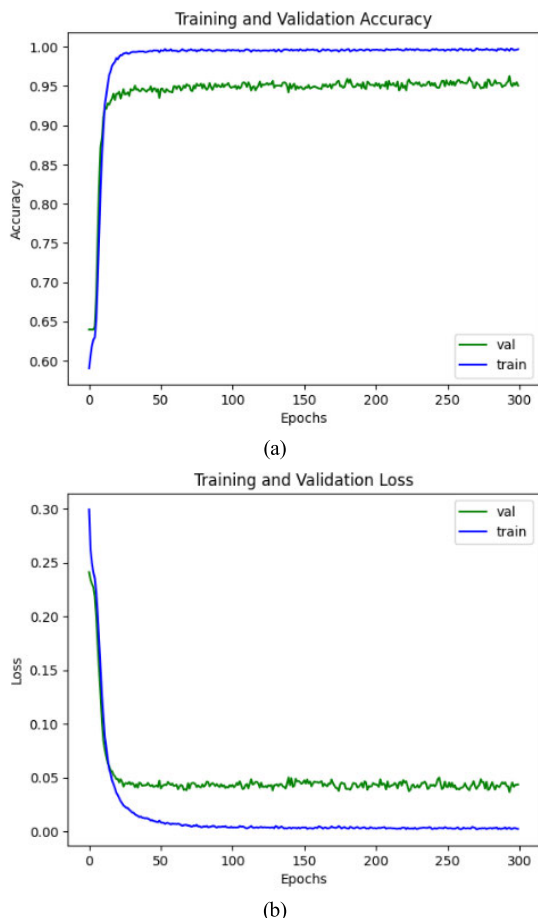 Training and Validation Accuracy
1.00
0.95
0.90
0.85
0.80
0.75
0.70
0.65
0.60
Accuracy
val
train
0 50 100 150 200 250 300
Epochs
(a)
Training and Validation Loss
0.30
0.25
0.20
0.15
0.10
0.05
0.00
Loss
val
train
0 50 100 150 200 250 300
Epochs
(b)